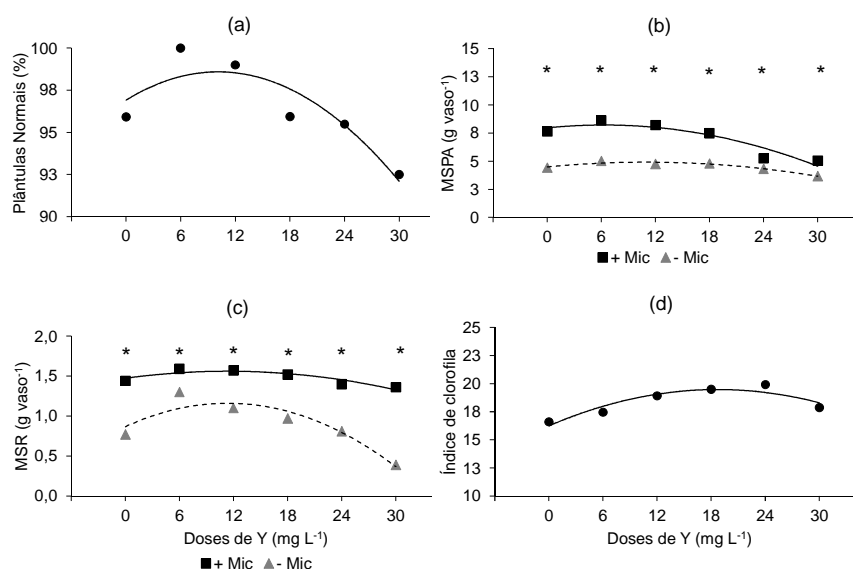 (a)
Plântulas Normais (%)
100
98
95
93
90
0 6 12 18 24 30
(b)
MSPA (g vaso-1)
15
13
10
8
5
3
0
* * * * * *
0 6 12 18 24 30
+ Mic - Mic
(c)
MSR (g vaso-1)
2,0
1,5
1,0
0,5
0,0
* * * * * *
0 6 12 18 24 30
Doses de Y (mg L-1)
+ Mic - Mic
(d)
Índice de clorofila
25
23
20
18
15
13
10
0 6 12 18 24 30
Doses de Y (mg L-1)